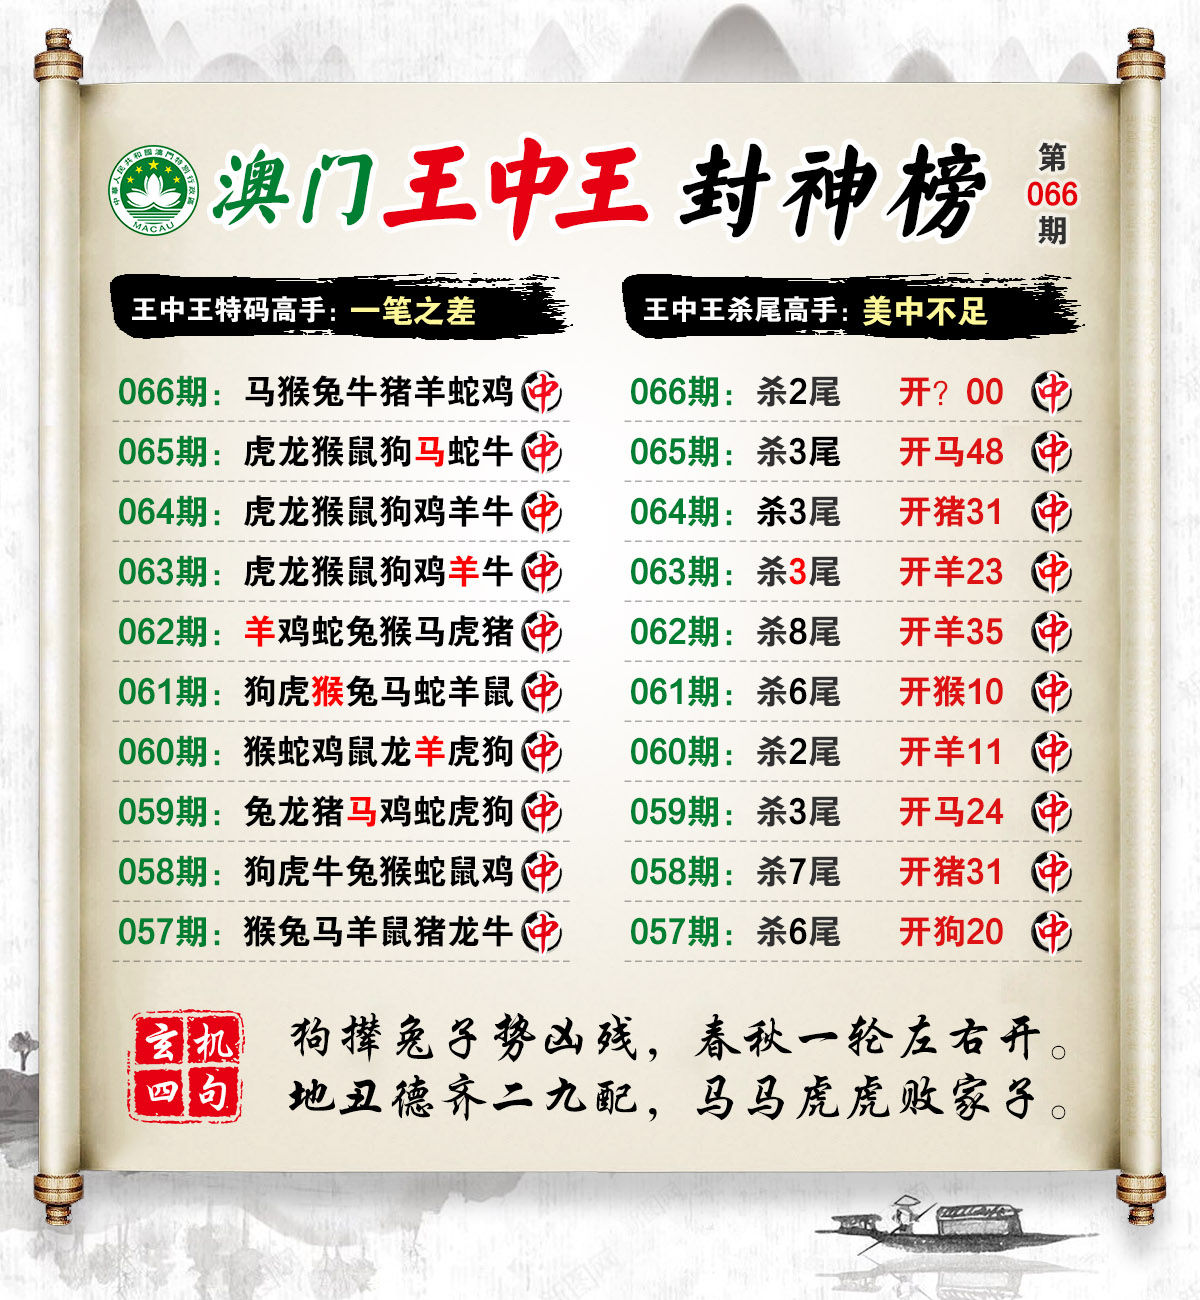 中華人民共和國澳門特別行政區
MACAU
澳门王中王封神榜
第
066
期
王中王特码高手：一笔之差
066期：马猴兔牛猪羊蛇鸡 中
065期：虎龙猴鼠狗马蛇牛 中
064期：虎龙猴鼠狗鸡羊牛 中
063期：虎龙猴鼠狗鸡羊牛 中
062期：羊鸡蛇兔猴马虎猪 中
061期：狗虎猴兔马蛇羊鼠 中
060期：猴蛇鸡鼠龙羊虎狗 中
059期：兔龙猪马鸡蛇虎狗 中
058期：狗虎牛兔猴蛇鼠鸡 中
057期：猴兔马羊鼠猪龙牛 中
王中王杀尾高手：美中不足
066期：杀2尾 开？00 中
065期：杀3尾 开马48 中
064期：杀3尾 开猪31 中
063期：杀3尾 开羊23 中
062期：杀8尾 开羊35 中
061期：杀6尾 开猴10 中
060期：杀2尾 开羊11 中
059期：杀3尾 开马24 中
058期：杀7尾 开猪31 中
057期：杀6尾 开狗20 中
玄机
四句
狗撵兔子势凶残，春秋一轮左右开。
地丑德齐二九配，马马虎虎败家子。